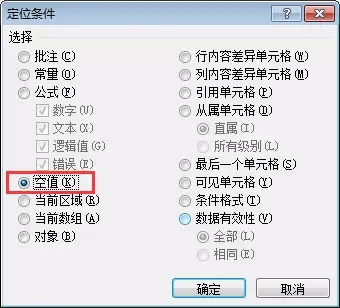 定位条件
选择
批注(C)
常量(O)
公式(F)
数字(U)
文本(X)
逻辑值(G)
错误(E)
空值(K)
当前区域(R)
当前数组(A)
对象(B)
行内容差异单元格(W)
列内容差异单元格(M)
引用单元格(P)
从属单元格(D)
直属(I)
所有级别(L)
最后一个单元格(S)
可见单元格(Y)
条件格式(T)
数据有效性(V)
全部(L)
相同(E)
确定
取消